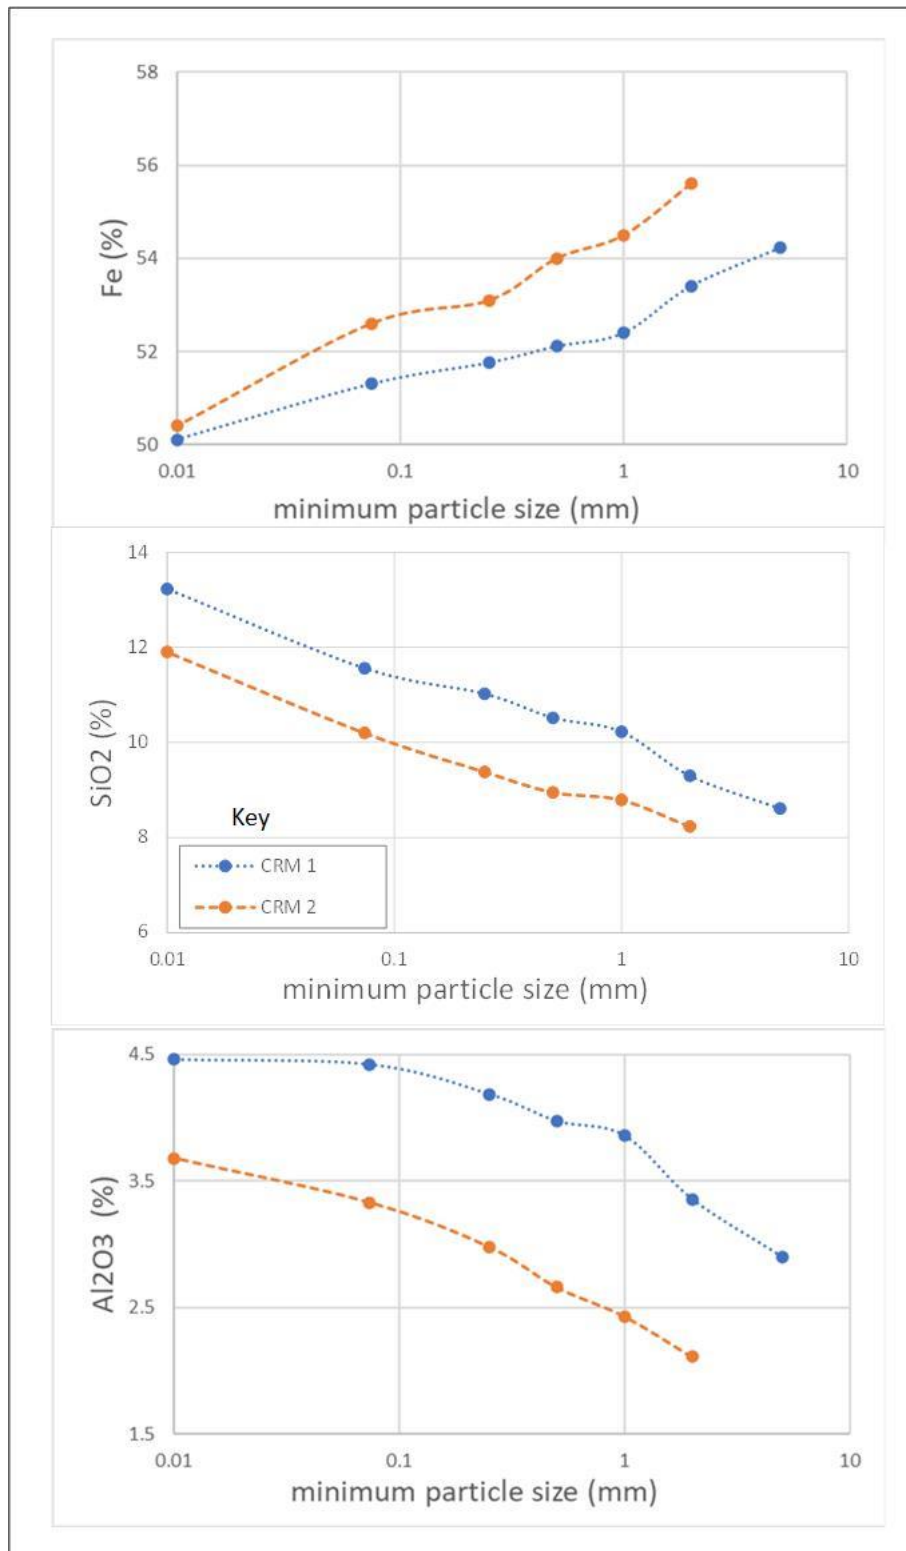 58
56
54
52
50
Fe (%)
0.01 0.1 1 10
minimum particle size (mm)
14
12
10
8
6
SiO2 (%)
Key
CRM 1
CRM 2
0.01 0.1 1 10
minimum particle size (mm)
4.5
3.5
2.5
1.5
Al2O3 (%)
0.01 0.1 1 10
minimum particle size (mm)